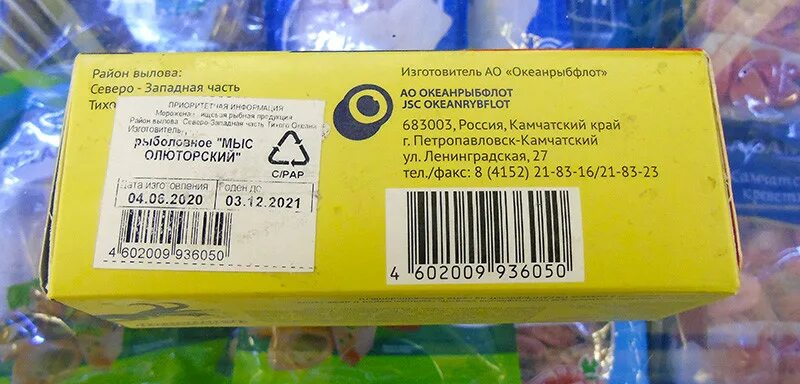 Район вылова:
Северо - Западная часть
Тихо
ПРИОРИТЕТНАЯ ИНФОРМАЦИЯ
Морожена ищевая рыбная продукция
Район вылова: Северо-Западная часть Тихого Океана
Изготовитель
рыболовное "МЫС
ОЛЮТОРСКИЙ"
C/PAP
Дата изготовления
Годен до
04.06.2020
03.12.2021
4 602009 936050
Изготовитель АО «Океанрыбфлот»
АО ОКЕАНРЫБФЛОТ
JSC OKEANRYBFLOT
683003, Россия, Камчатский край
г. Петропавловск-Камчатский
ул. Ленинградская, 27
тел./факс: 8 (4152) 21-83-16/21-83-23
4 602009 936050